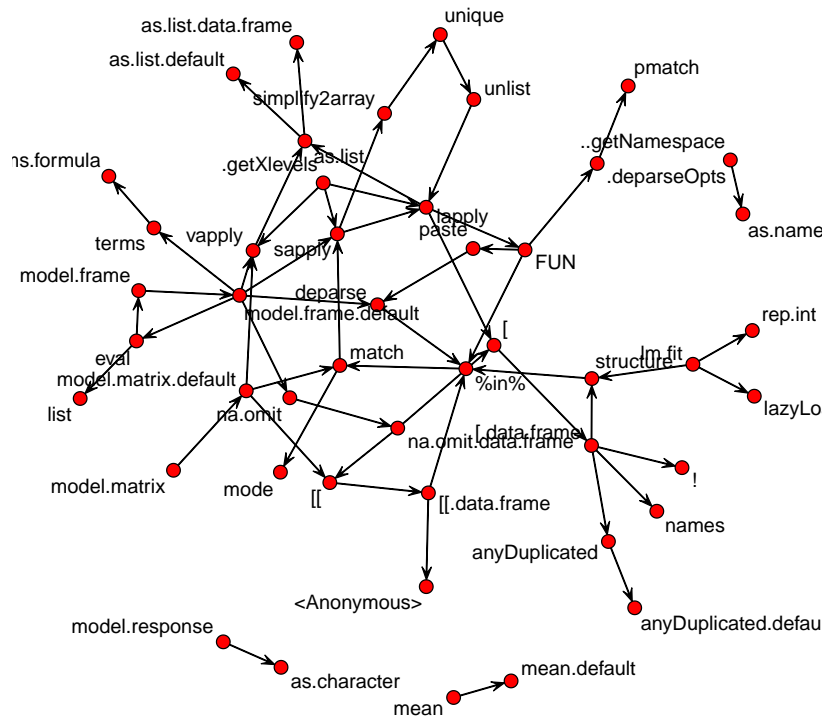 unique
as.list.data.frame
as.list.default
pmatch
simplify2array
unlist
..getNamespace
as.list
.getXlevels
ns.formula
.deparseOpts
lapply
paste
as.name
terms
vapply
sapply
FUN
model.frame
deparse
model.frame.default
rep.int
[
eval
match
lm.fit
structure
model.matrix.default
%in%
list
na.omit
lazyLo
[.data.frame
na.omit.data.frame
model.matrix
mode
[[
[[.data.frame
!
names
anyDuplicated
<Anonymous>
anyDuplicated.defau
model.response
mean.default
as.character
mean